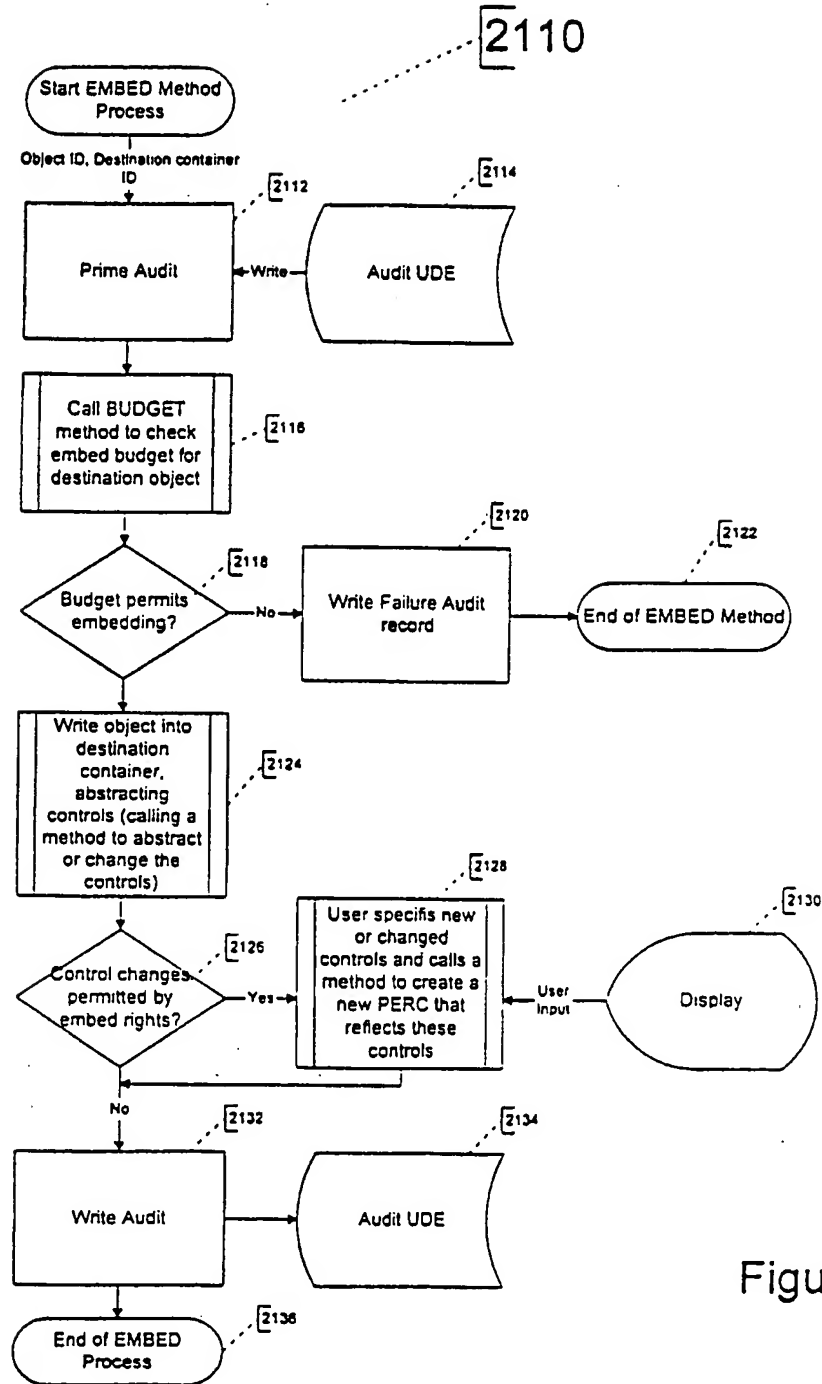 2110
Start EMBED Method
Process
Object ID, Destination container
ID
2112
2114
Prime Audit
Write
Audit UDE
Call BUDGET
method to check
embed budget for
destination object
2116
2118
Budget permits
embedding?
No
2120
Write Failure Audit
record
2122
End of EMBED Method
Write object into
destination
container,
abstracting
controls (calling a
method to abstract
or change the
controls)
2124
2126
Control changes
permitted by
embed rights?
Yes
2128
User specifis new
or changed
controls and calls a
method to create a
new PERC that
reflects these
controls
User
Input
2130
Display
No
2132
Write Audit
2134
Audit UDE
End of EMBED
Process
2136
Figu